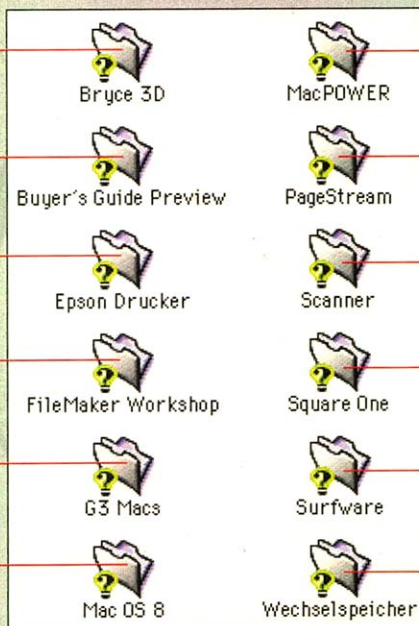 Bryce 3D
MacPOWER
Buyer's Guide Preview
PageStream
Epson Drucker
Scanner
FileMaker Workshop
Square One
G3 Macs
Surfware
Mac OS 8
Wechselspeicher